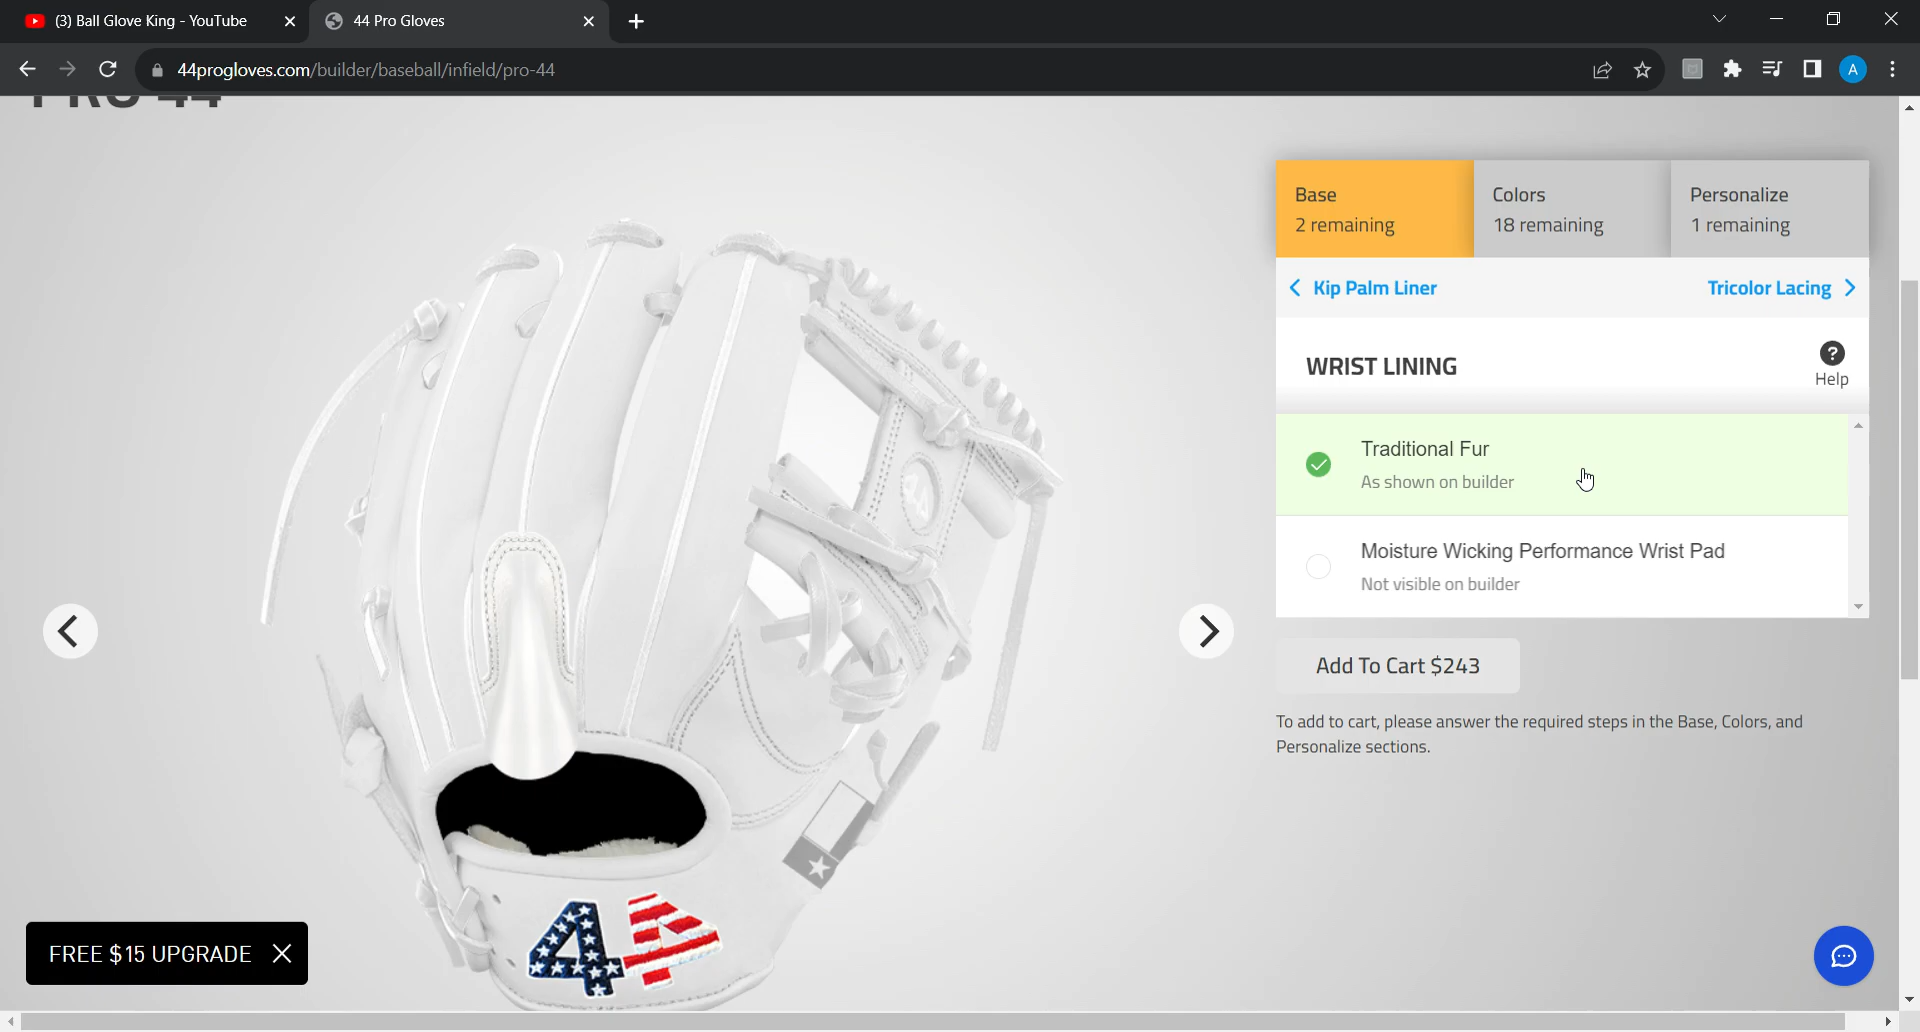 (3) Ball Glove King - YouTube
44 Pro Gloves
44progloves.com/builder/baseball/infield/pro-44
A
PRO 44
Base
2 remaining
Colors
18 remaining
Personalize
1 remaining
Kip Palm Liner
Tricolor Lacing
WRIST LINING
?
Help
Traditional Fur
As shown on builder
Moisture Wicking Performance Wrist Pad
Not visible on builder
Add To Cart $243
To add to cart, please answer the required steps in the Base, Colors, and
Personalize sections.
44
FREE $15 UPGRADE